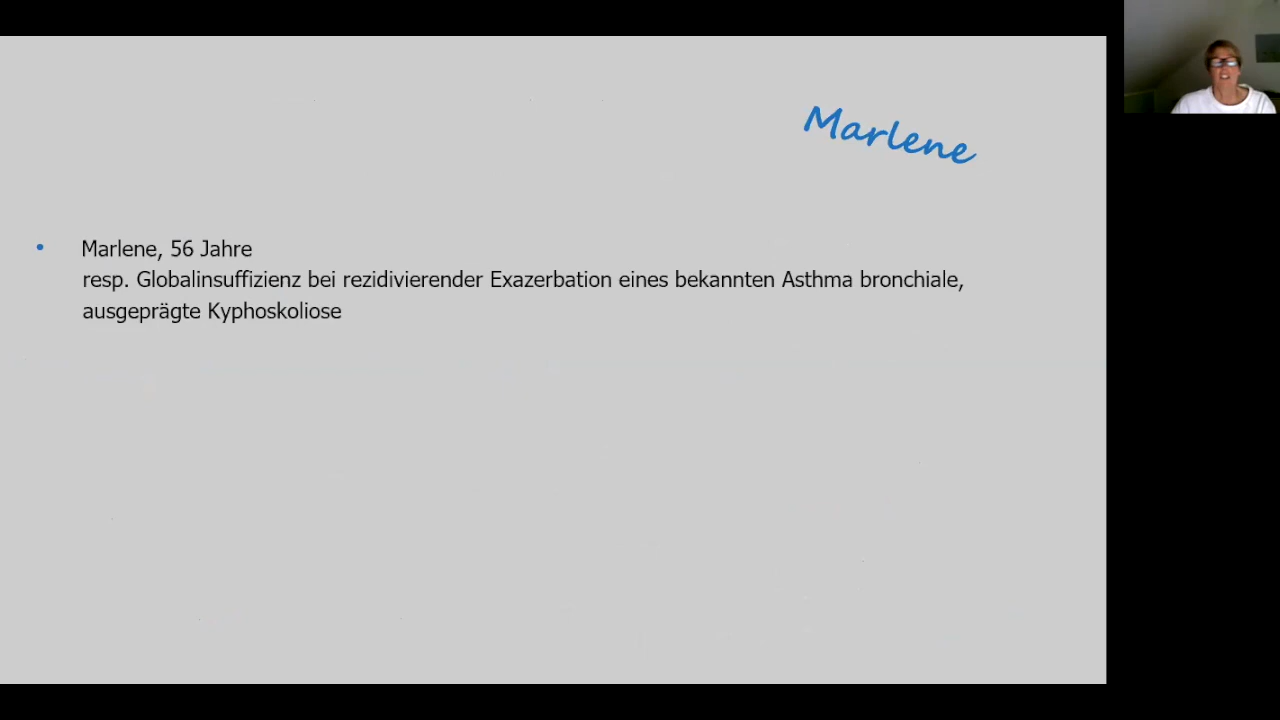 Marlene
• Marlene, 56 Jahre
resp. Globalinsuffizienz bei rezidivierender Exazerbation eines bekannten Asthma bronchiale,
ausgeprägte Kyphoskoliose